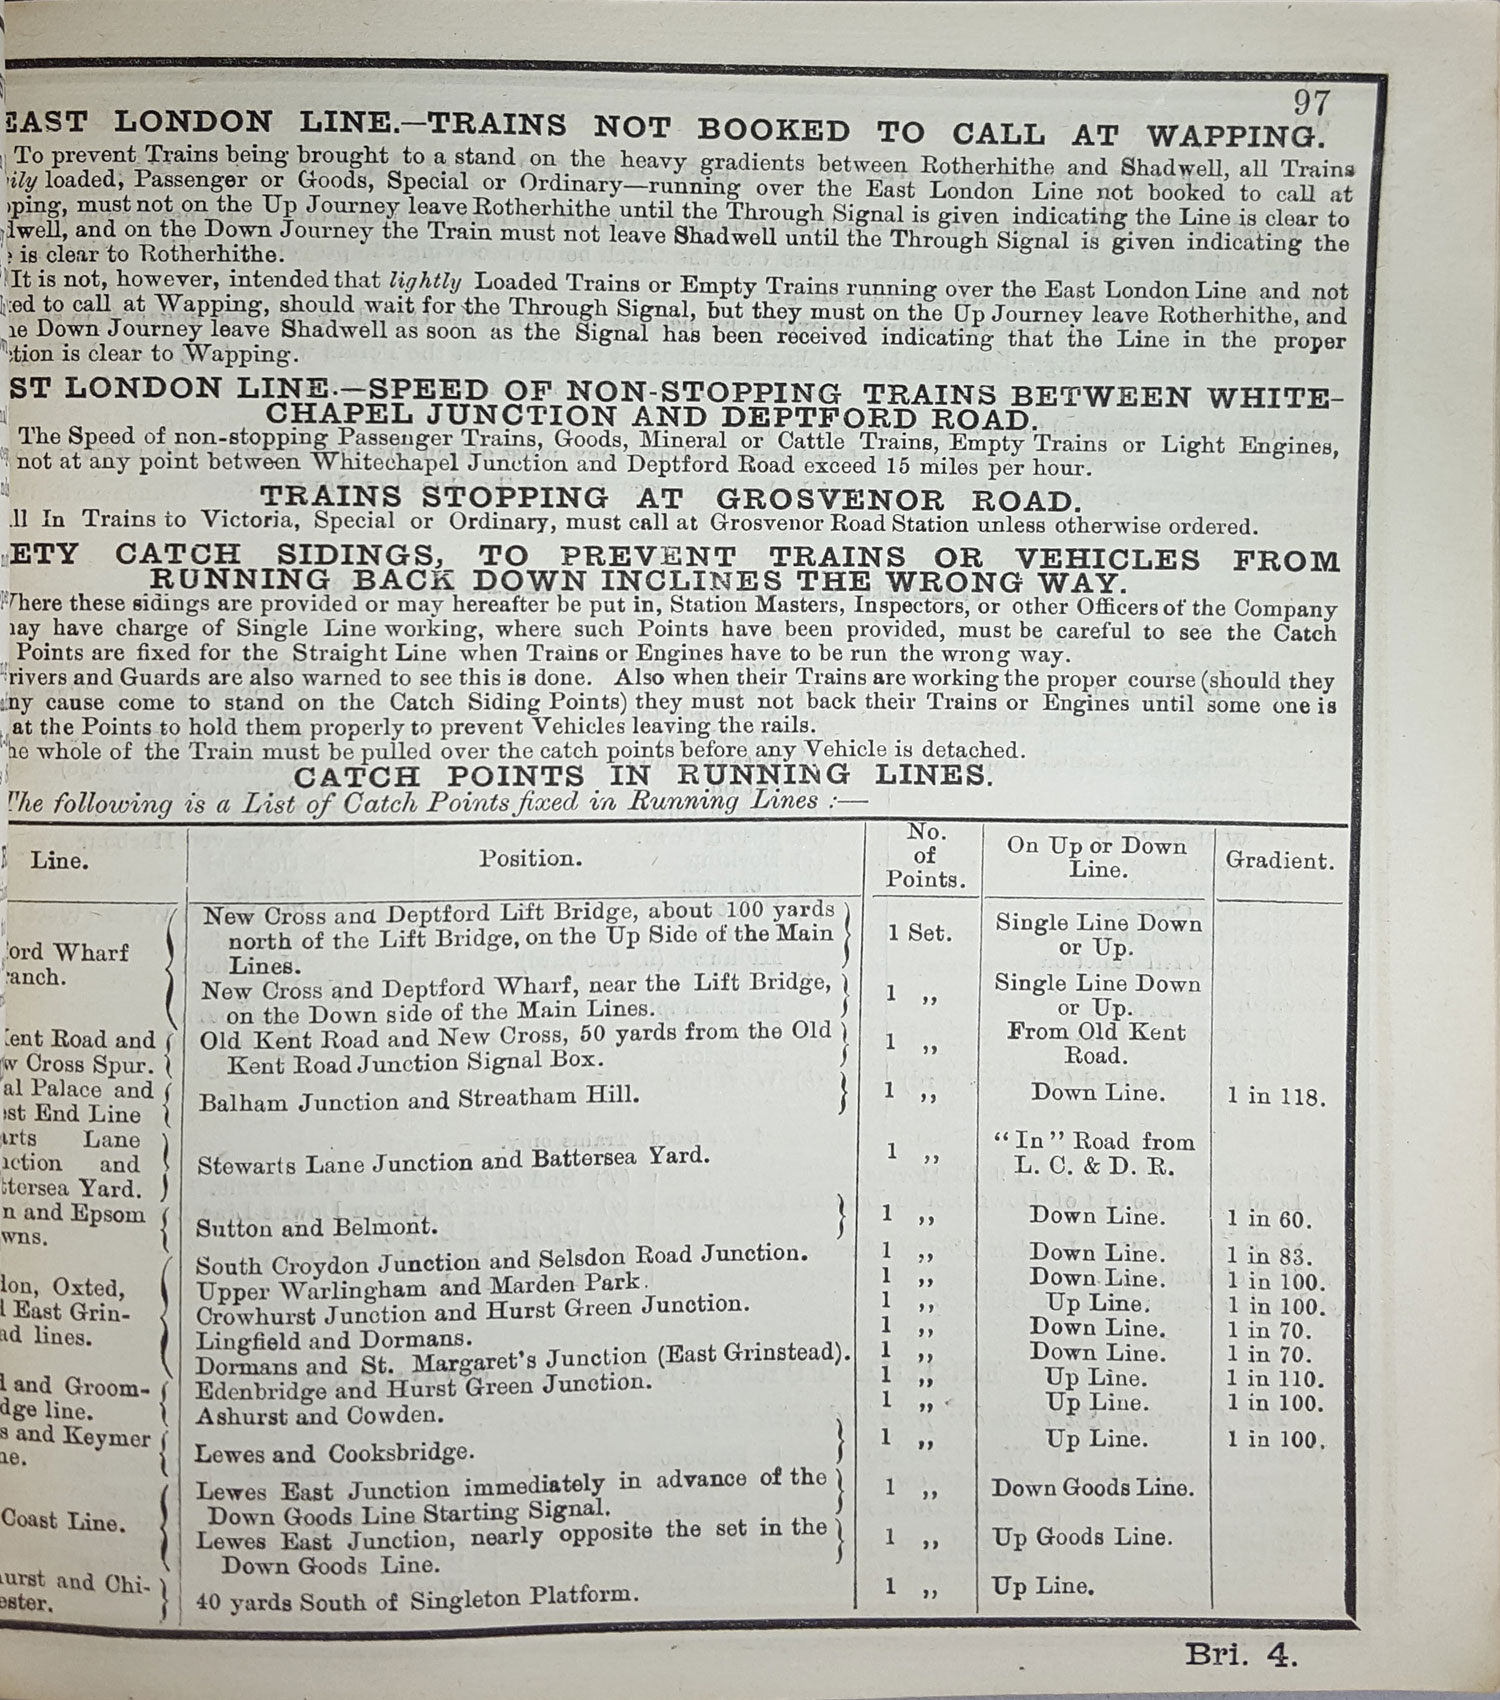 97
EAST LONDON LINE.—TRAINS NOT BOOKED TO CALL AT WAPPING.
To prevent Trains being brought to a stand on the heavy gradients between Rotherhithe and Shadwell, all Trains
ily loaded, Passenger or Goods, Special or Ordinary—running over the East London Line not booked to call at
pping, must not on the Up Journey leave Rotherhithe until the Through Signal is given indicating the Line is clear to
dwell, and on the Down Journey the Train must not leave Shadwell until the Through Signal is given indicating the
is clear to Rotherhithe.
It is not, however, intended that lightly Loaded Trains or Empty Trains running over the East London Line and not
ed to call at Wapping, should wait for the Through Signal, but they must on the Up Journey leave Rotherhithe, and
he Down Journey leave Shadwell as soon as the Signal has been received indicating that the Line in the proper
ction is clear to Wapping.
ST LONDON LINE.—SPEED OF NON-STOPPING TRAINS BETWEEN WHITE-
CHAPEL JUNCTION AND DEPTFORD ROAD.
The Speed of non-stopping Passenger Trains, Goods, Mineral or Cattle Trains, Empty Trains or Light Engines,
not at any point between Whitechapel Junction and Deptford Road exceed 15 miles per hour.
TRAINS STOPPING AT GROSVENOR ROAD.
ll In Trains to Victoria, Special or Ordinary, must call at Grosvenor Road Station unless otherwise ordered.
ETY CATCH SIDINGS, TO PREVENT TRAINS OR VEHICLES FROM
RUNNING BACK DOWN INCLINES THE WRONG WAY.
Where these sidings are provided or may hereafter be put in, Station Masters, Inspectors, or other Officers of the Company
may have charge of Single Line working, where such Points have been provided, must be careful to see the Catch
Points are fixed for the Straight Line when Trains or Engines have to be run the wrong way.
rivers and Guards are also warned to see this is done. Also when their Trains are working the proper course (should they
ny cause come to stand on the Catch Siding Points) they must not back their Trains or Engines until some one is
at the Points to hold them properly to prevent Vehicles leaving the rails.
he whole of the Train must be pulled over the catch points before any Vehicle is detached.
CATCH POINTS IN RUNNING LINES.
The following is a List of Catch Points fixed in Running Lines :—
Line. Position. No. of Points. On Up or Down Line. Gradient.
ord Wharf
ranch.
New Cross and Deptford Lift Bridge, about 100 yards
north of the Lift Bridge, on the Up Side of the Main
Lines.
1 Set. Single Line Down
or Up.
New Cross and Deptford Wharf, near the Lift Bridge,
on the Down side of the Main Lines.
1 ,, Single Line Down
or Up.
Kent Road and
w Cross Spur.
Old Kent Road and New Cross, 50 yards from the Old
Kent Road Junction Signal Box.
1 ,, From Old Kent
Road.
al Palace and
est End Line
Balham Junction and Streatham Hill. 1 ,, Down Line. 1 in 118.
arts Lane
nction and
ttersea Yard.
Stewarts Lane Junction and Battersea Yard. 1 ,, "In" Road from
L. C. & D. R.
n and Epsom
wns.
Sutton and Belmont. 1 ,, Down Line. 1 in 60.
don, Oxted,
d East Grin-
ad lines.
South Croydon Junction and Selsdon Road Junction. 1 ,, Down Line. 1 in 83.
Upper Warlingham and Marden Park. 1 ,, Down Line. 1 in 100.
Crowhurst Junction and Hurst Green Junction. 1 ,, Up Line. 1 in 100.
Lingfield and Dormans. 1 ,, Down Line. 1 in 70.
Dormans and St. Margaret's Junction (East Grinstead). 1 ,, Down Line. 1 in 70.
d and Groom-
dge line.
Edenbridge and Hurst Green Junction. 1 ,, Up Line. 1 in 110.
Ashurst and Cowden. 1 ,, Up Line. 1 in 100.
s and Keymer
ne.
Lewes and Cooksbridge. 1 ,, Up Line. 1 in 100.
Coast Line.
Lewes East Junction immediately in advance of the
Down Goods Line Starting Signal.
1 ,, Down Goods Line.
Lewes East Junction, nearly opposite the set in the
Down Goods Line.
1 ,, Up Goods Line.
hurst and Chi-
ester.
40 yards South of Singleton Platform. 1 ,, Up Line.
Bri. 4.